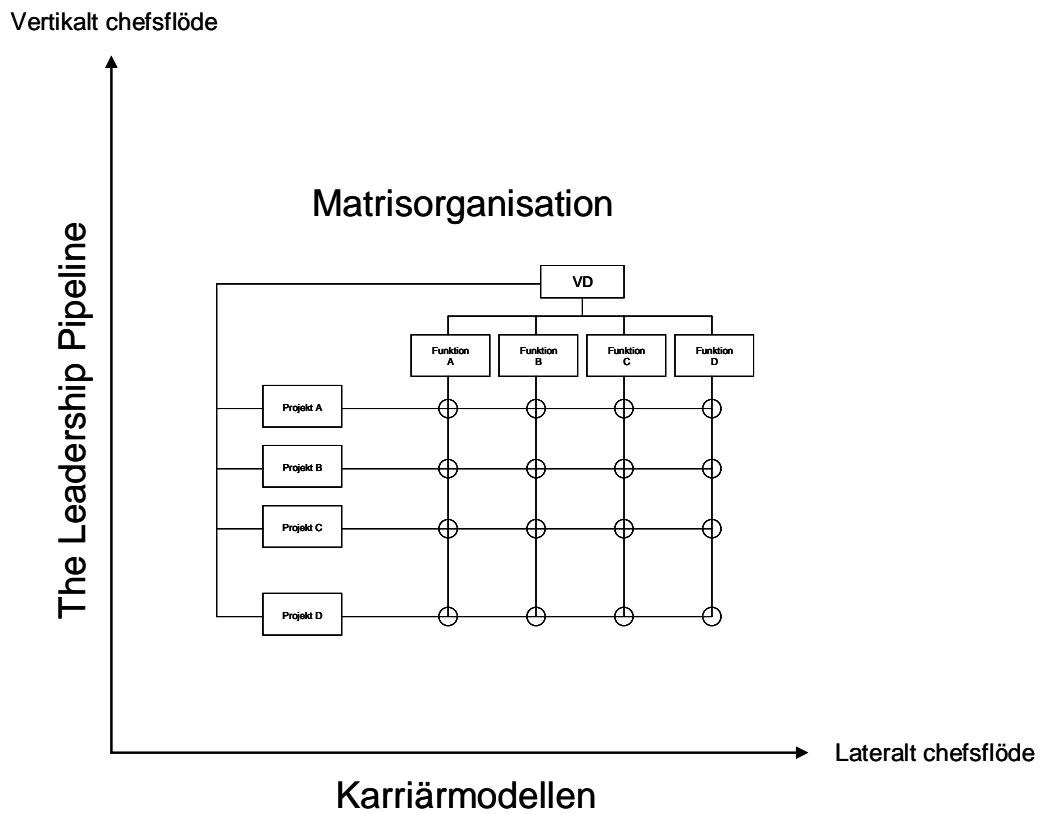 Vertikalt chefsflöde
The Leadership Pipeline
Matrisorganisation
VD
Funktion
A
Funktion
B
Funktion
C
Funktion
D
Projekt A
Projekt B
Projekt C
Projekt D
Lateralt chefsflöde
Karriärmodellen